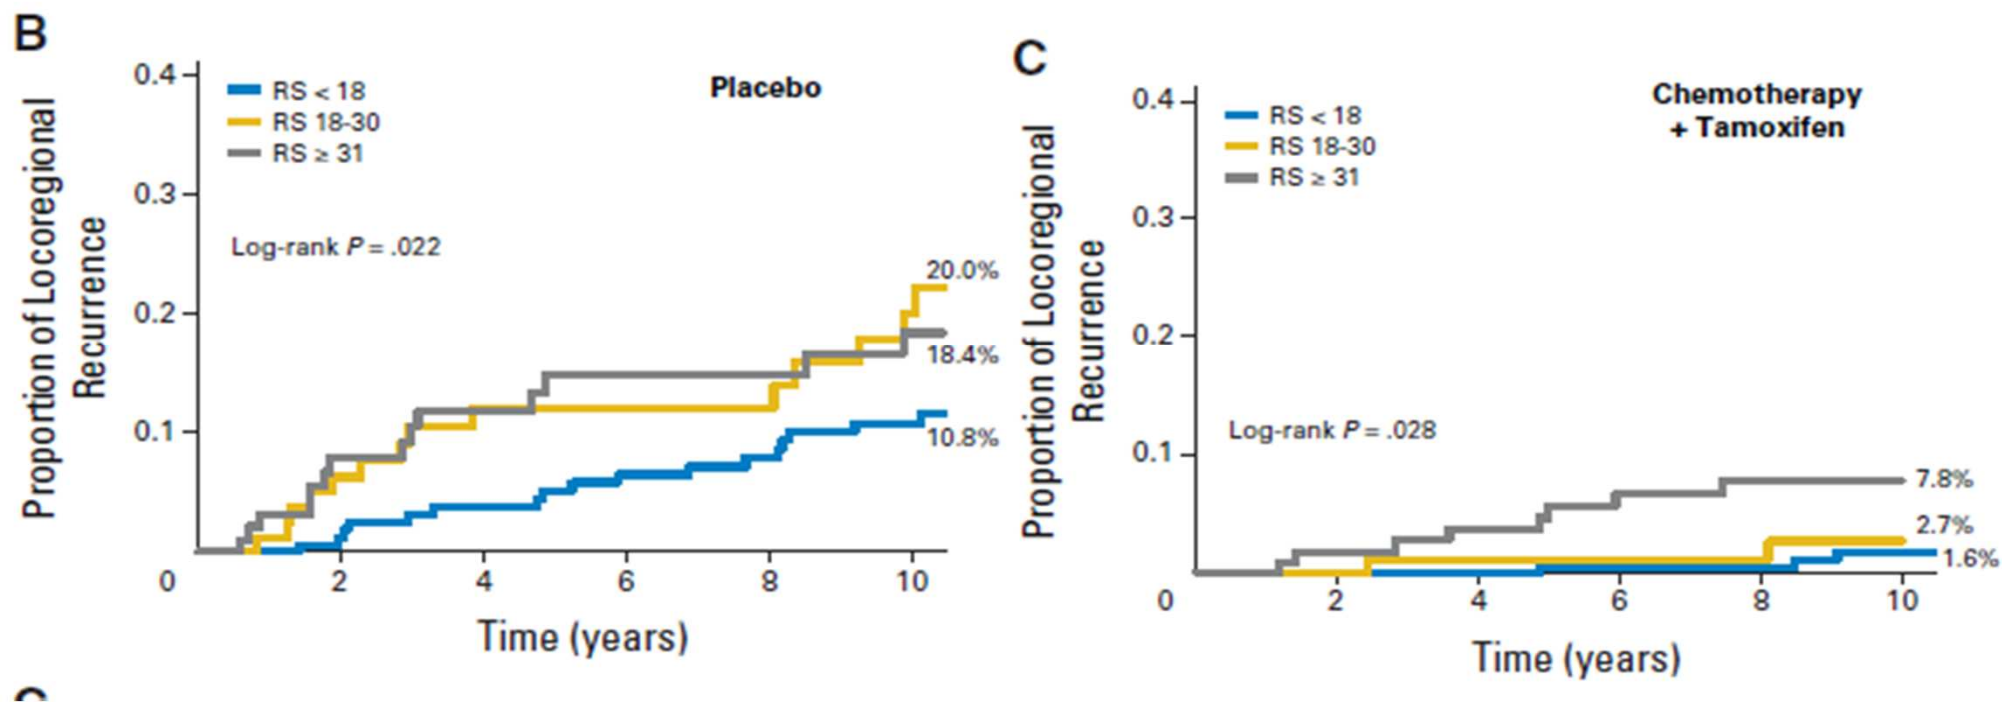 B
Placebo
RS < 18
RS 18-30
RS ≥ 31
Log-rank P = .022
Proportion of Locoregional
Recurrence
0.4
0.3
0.2
0.1
0
2
4
6
8
10
20.0%
18.4%
10.8%
Time (years)
C
Chemotherapy
+ Tamoxifen
RS < 18
RS 18-30
RS ≥ 31
Log-rank P = .028
Proportion of Locoregional
Recurrence
0.4
0.3
0.2
0.1
0
2
4
6
8
10
7.8%
2.7%
1.6%
Time (years)